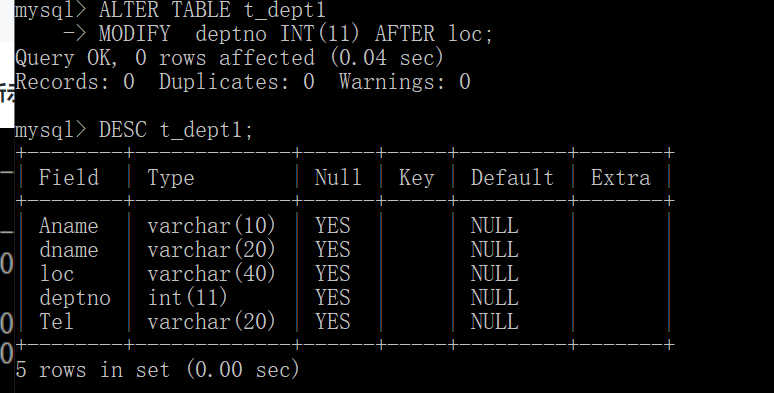 mysql> ALTER TABLE t_dept1
    -> MODIFY  deptno INT(11) AFTER loc;
Query OK, 0 rows affected (0.04 sec)
Records: 0  Duplicates: 0  Warnings: 0

mysql> DESC t_dept1;
+--------+-------------+------+-----+---------+-------+
| Field  | Type        | Null | Key | Default | Extra |
+--------+-------------+------+-----+---------+-------+
| Aname  | varchar(10) | YES  |     | NULL    |       |
| dname  | varchar(20) | YES  |     | NULL    |       |
| loc    | varchar(40) | YES  |     | NULL    |       |
| deptno | int(11)     | YES  |     | NULL    |       |
| Tel    | varchar(20) | YES  |     | NULL    |       |
+--------+-------------+------+-----+---------+-------+
5 rows in set (0.00 sec)